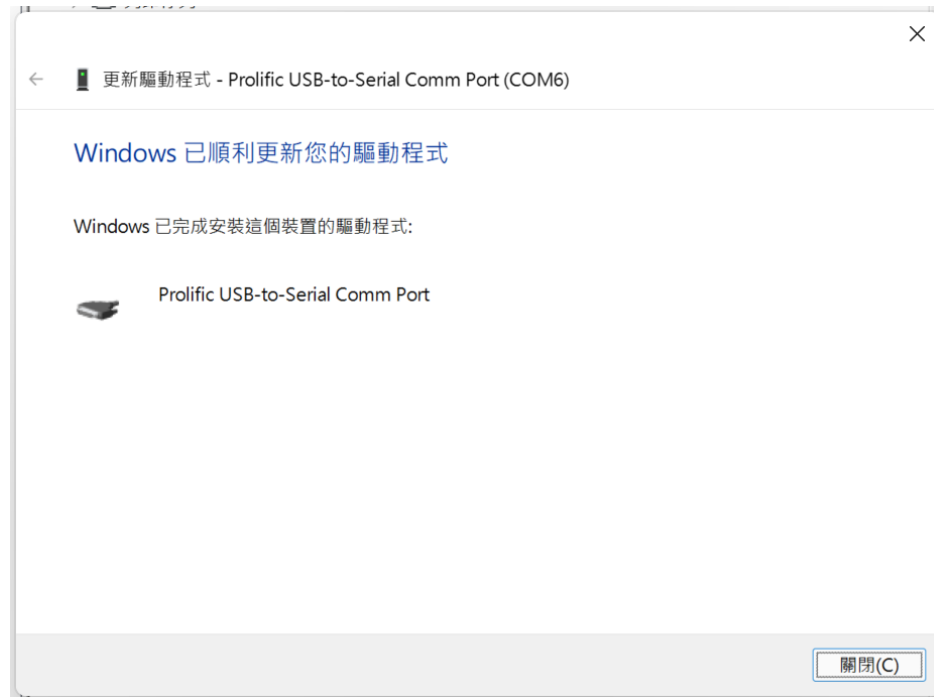 更新驅動程式 - Prolific USB-to-Serial Comm Port (COM6)
Windows 已順利更新您的驅動程式
Windows 已完成安裝這個裝置的驅動程式:
Prolific USB-to-Serial Comm Port
關閉(C)